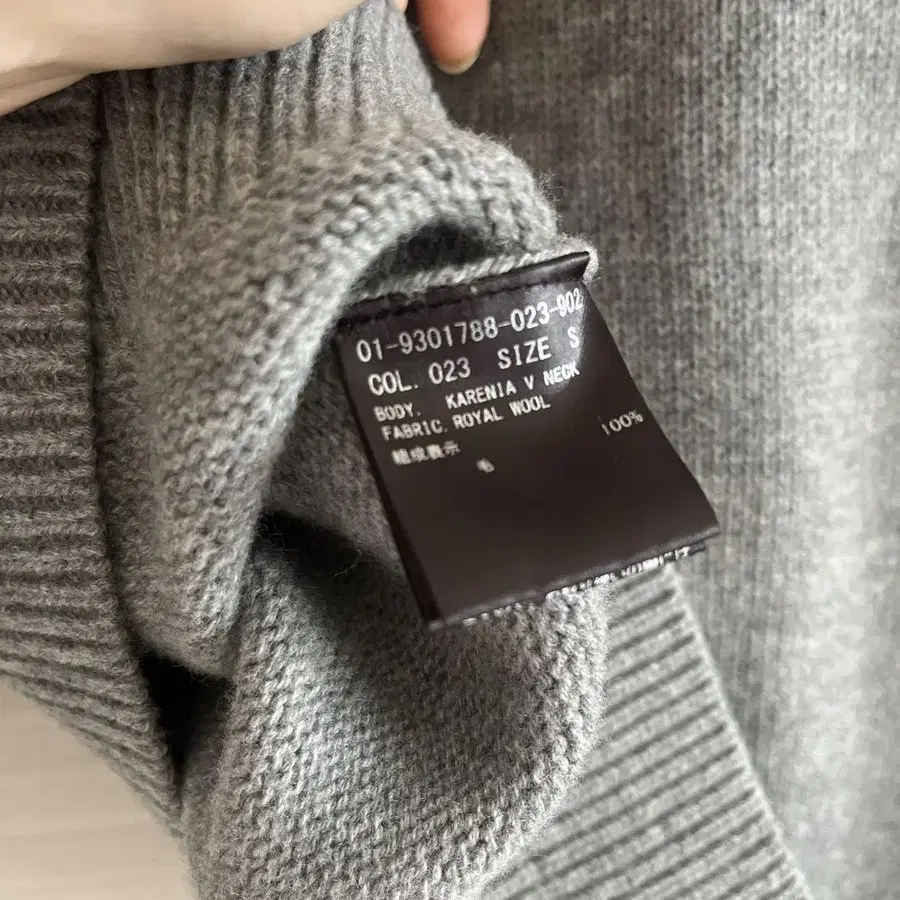 01-9301788-023-902
COL. 023 SIZE S
BODY. KARENIA V NECK
FABRIC. ROYAL WOOL
組成表示
毛 100%